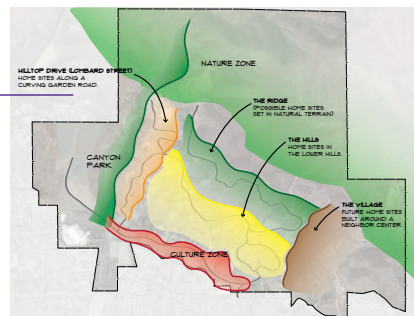 NATURE ZONE
HILLTOP DRIVE (LOMBARD STREET)
HOME SITES ALONG A
CURVING GARDEN ROAD.
THE RIDGE
(POSSIBLE HOME SITES
SET IN NATURAL TERRAIN)
THE HILLS
HOME SITES IN
THE LOWER HILLS.
CANYON
PARK
THE VILLAGE
FUTURE HOME SITES
BUILT AROUND A
NEIGHBOR CENTER.
CULTURE ZONE